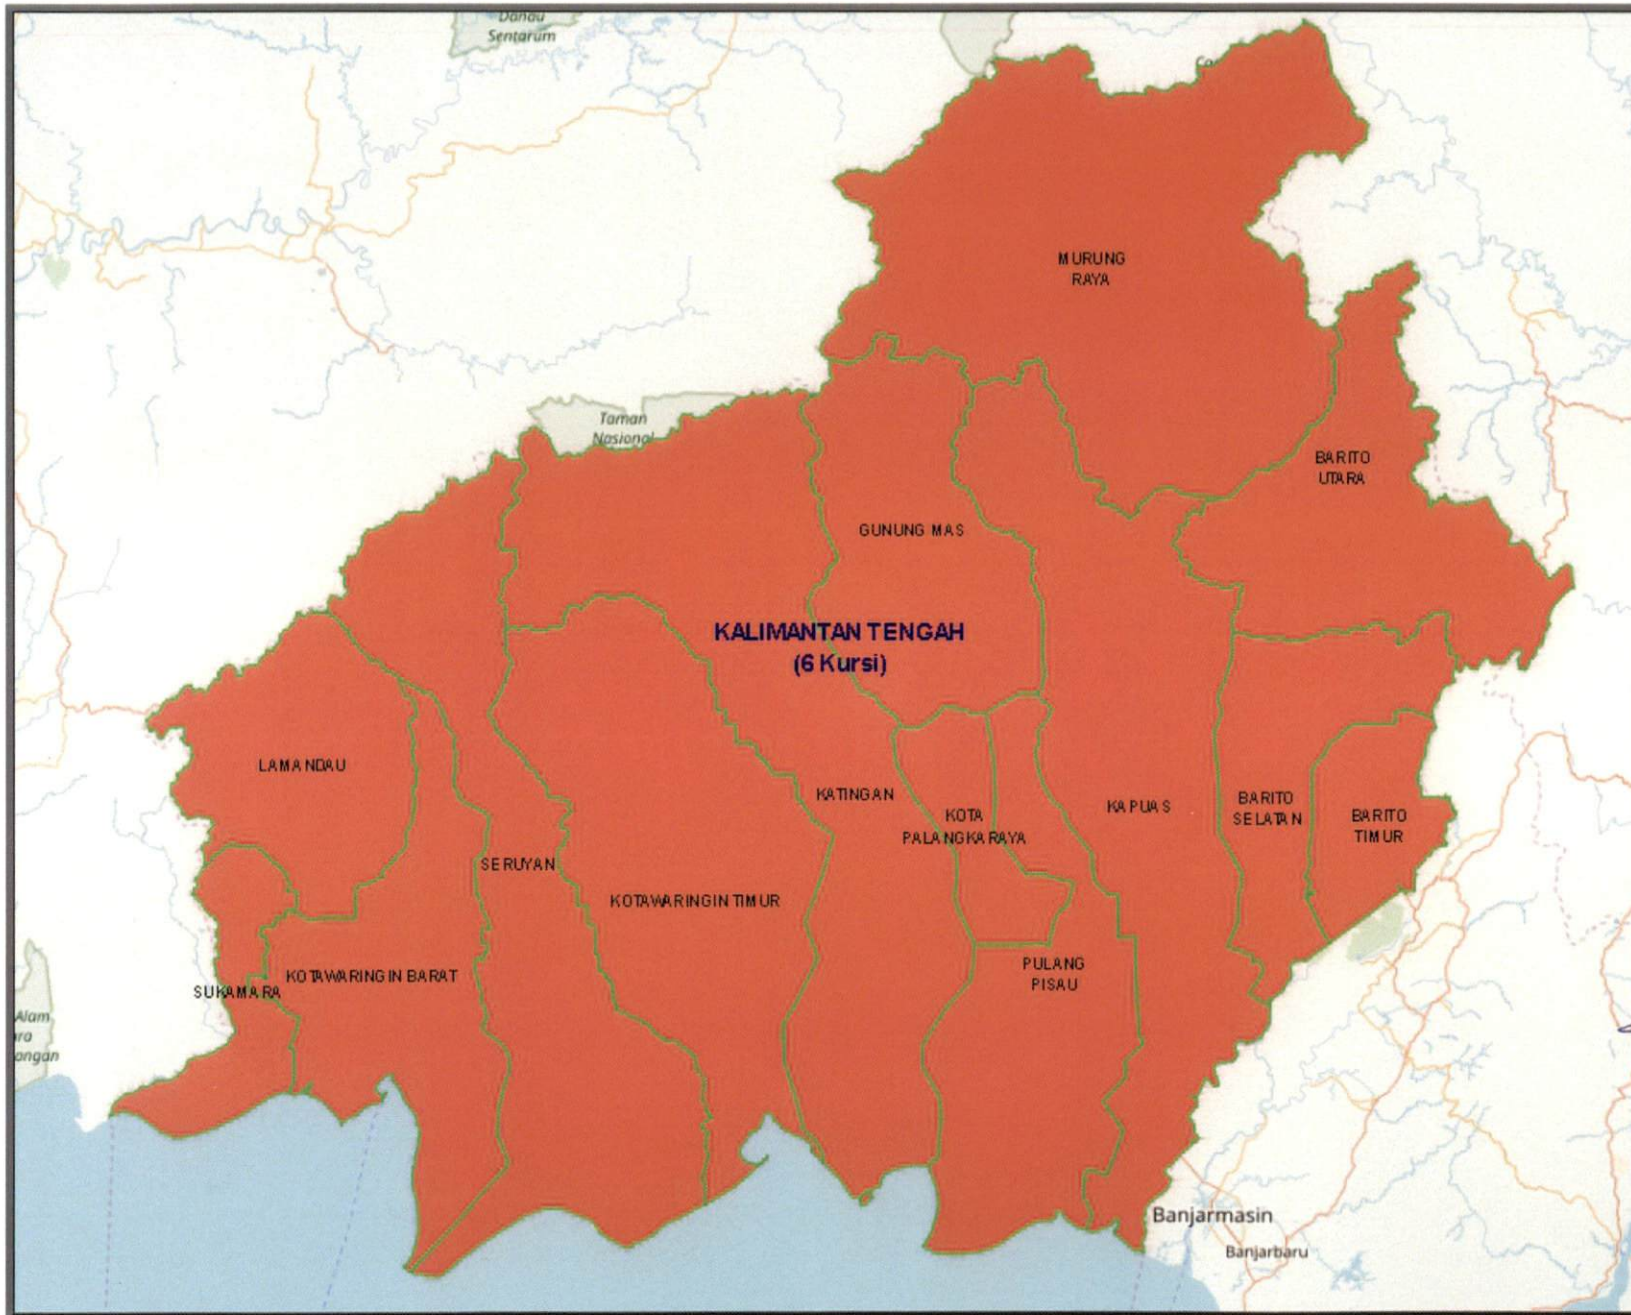 Danau
Sentarum
MURUNG
RAYA
Taman
Nasional
BARITO
UTARA
GUNUNG MAS
KALIMANTAN TENGAH
(6 Kursi)
LAMANDAU
KATINGAN
KAPUAS
BARITO
SELATAN
KOTA
PALANGKARAYA
BARITO
TIMUR
SERUYAN
KOTAWARINGIN TIMUR
PULANG
PISAU
KOTAWARINGIN BARAT
SUKAMARA
Alam
Banjarmasin
Banjarbaru